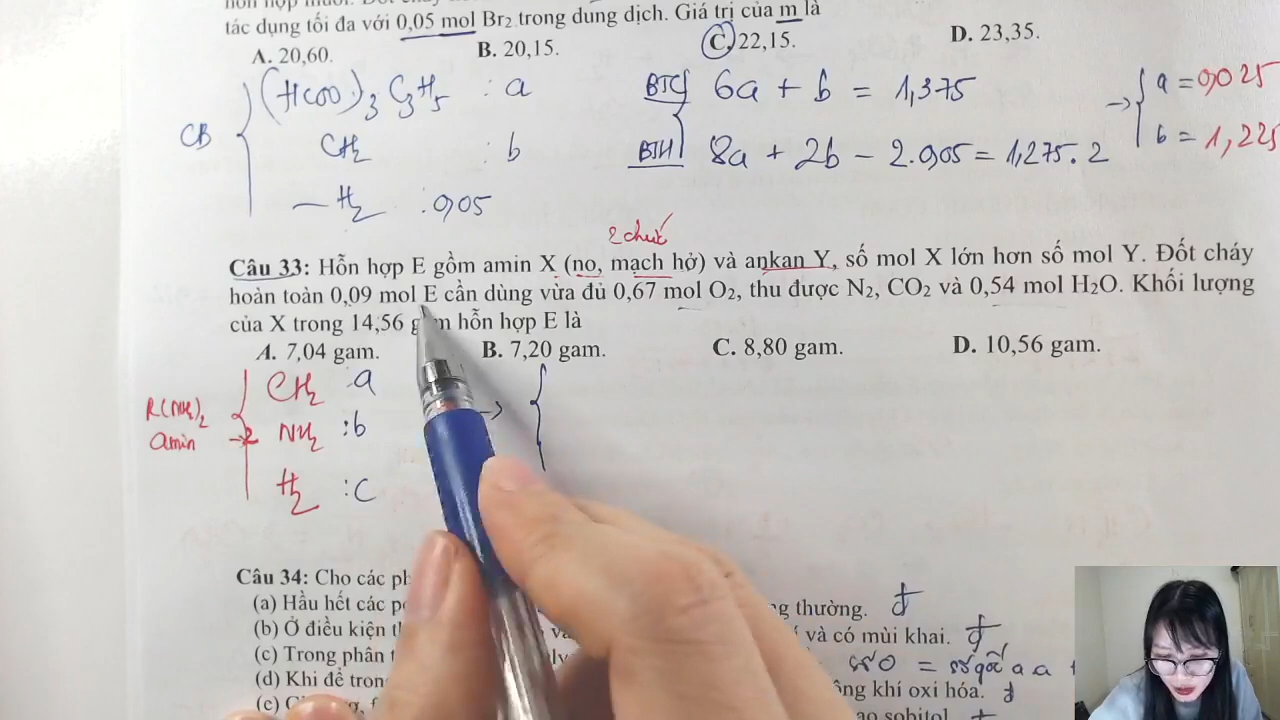 tác dụng tối đa với 0,05 mol Br2 trong dung dịch. Giá trị của m là
A. 20,60. B. 20,15. C. 22,15. D. 23,35.
CB
(HCOO)3 C3H5 : a
CH2 : b
– H2 : 0,05
BTC 6a + b = 1,375
BTH 8a + 2b – 2.0,05 = 1,275.2
→ a = 0,025
b = 1,225
2 chức
Câu 33: Hỗn hợp E gồm amin X (no, mạch hở) và ankan Y, số mol X lớn hơn số mol Y. Đốt cháy
hoàn toàn 0,09 mol E cần dùng vừa đủ 0,67 mol O2, thu được N2, CO2 và 0,54 mol H2O. Khối lượng
của X trong 14,56 hỗn hợp E là
A. 7,04 gam. B. 7,20 gam. C. 8,80 gam. D. 10,56 gam.
R(NH2)2
amin
CH2 : a
NH2 : b
H2 : c
→
Câu 34: Cho các
(a) Hầu hết các thường. đ
(b) Ở điều kiện và có mùi khai.
(c) Trong phân số O = số gốc aa
(d) Khi để khí oxi hóa. đ
sobitol